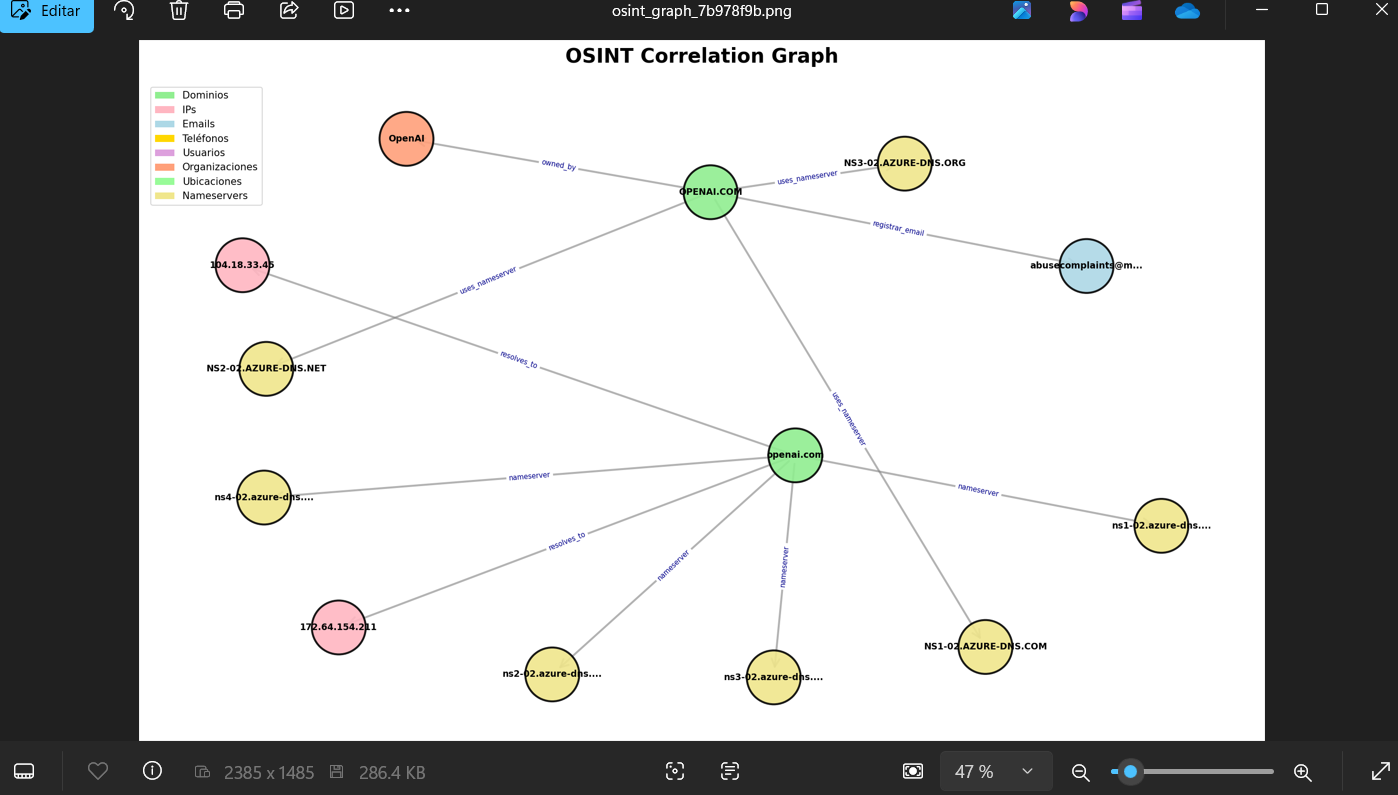 Editar
osint_graph_7b978f9b.png
OSINT Correlation Graph
Dominios
IPs
Emails
Teléfonos
Usuarios
Organizaciones
Ubicaciones
Nameservers
OpenAI
owned_by
OPENAI.COM
uses_nameserver
NS3-02.AZURE-DNS.ORG
registrar_email
abusecomplaints@m...
104.18.33.45
uses_nameserver
NS2-02.AZURE-DNS.NET
resolves_to
uses_nameserver
openai.com
nameserver
ns4-02.azure-dns....
nameserver
ns1-02.azure-dns....
resolves_to
nameserver
nameserver
172.64.154.211
NS1-02.AZURE-DNS.COM
ns2-02.azure-dns....
ns3-02.azure-dns....
2385 x 1485
286.4 KB
47 %